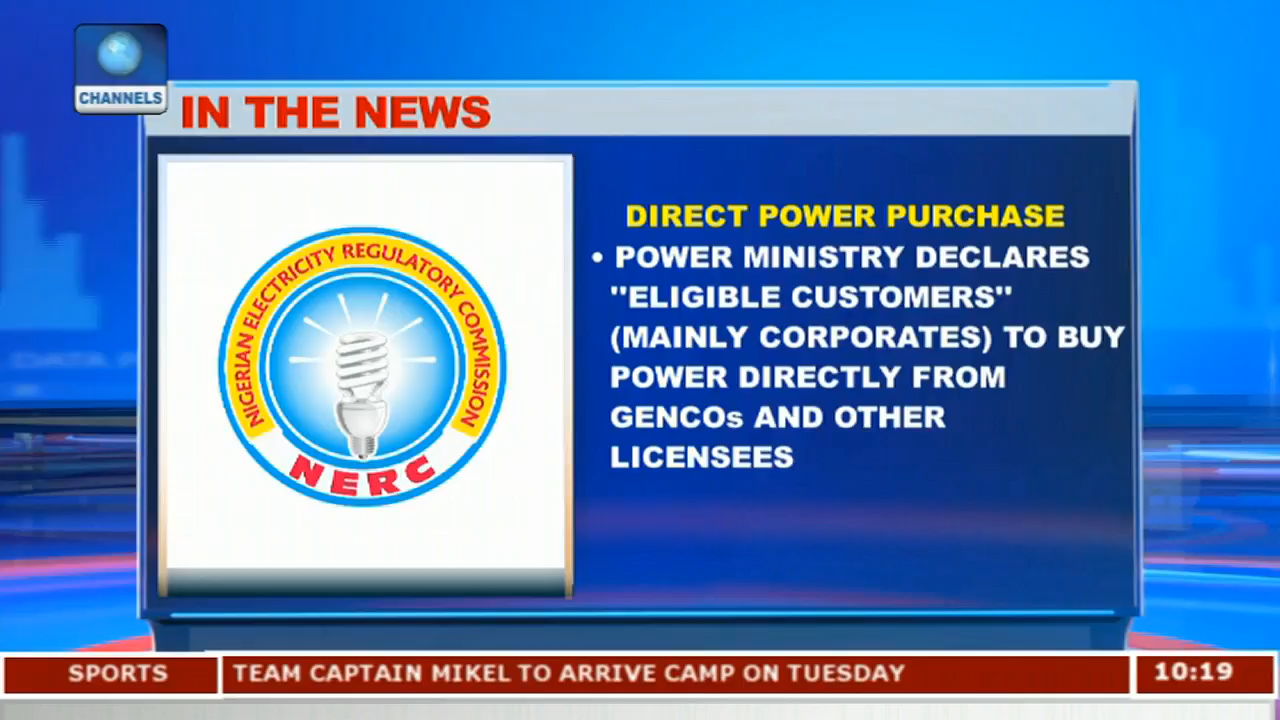 CHANNELS
IN THE NEWS
NIGERIAN ELECTRICITY REGULATORY COMMISSION
NERC
DIRECT POWER PURCHASE
• POWER MINISTRY DECLARES
"ELIGIBLE CUSTOMERS"
(MAINLY CORPORATES) TO BUY
POWER DIRECTLY FROM
GENCOs AND OTHER
LICENSEES
SPORTS
TEAM CAPTAIN MIKEL TO ARRIVE CAMP ON TUESDAY
10:19